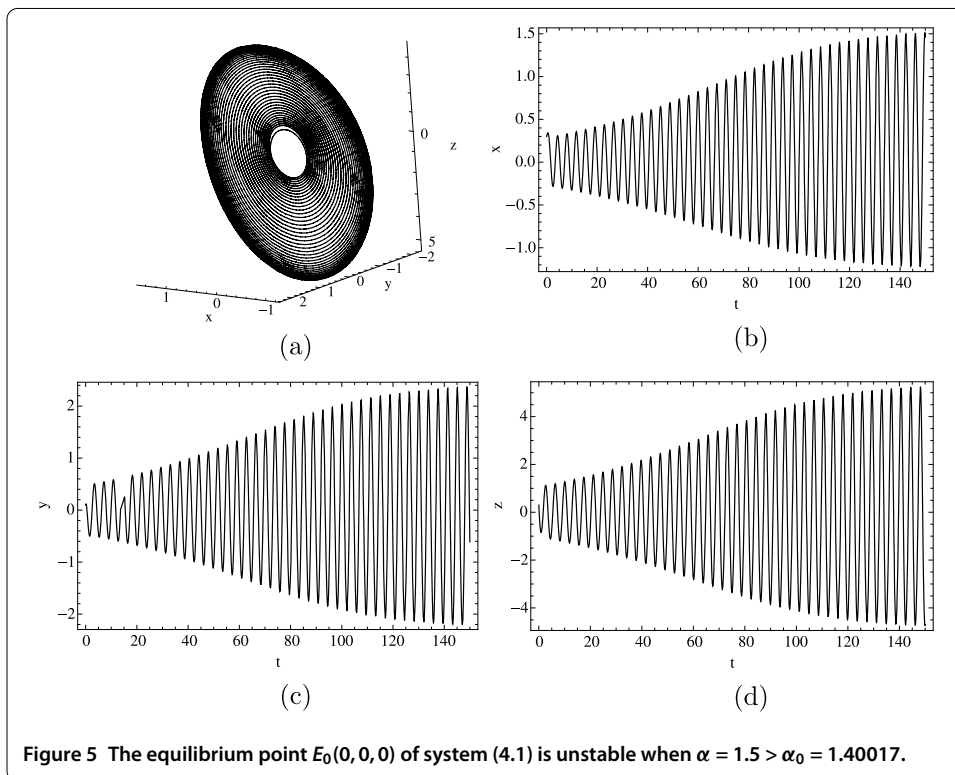 0
z
5
−2
−1
0
y
1
2
−1
0
x
1
(a)
1.5
1.0
0.5
x
0.0
−0.5
−1.0
0 20 40 60 80 100 120 140
t
(b)
2
1
y
0
−1
−2
0 20 40 60 80 100 120 140
t
(c)
4
2
z
0
−2
−4
0 20 40 60 80 100 120 140
t
(d)
Figure 5 The equilibrium point E₀(0, 0, 0) of system (4.1) is unstable when α = 1.5 > α₀ = 1.40017.